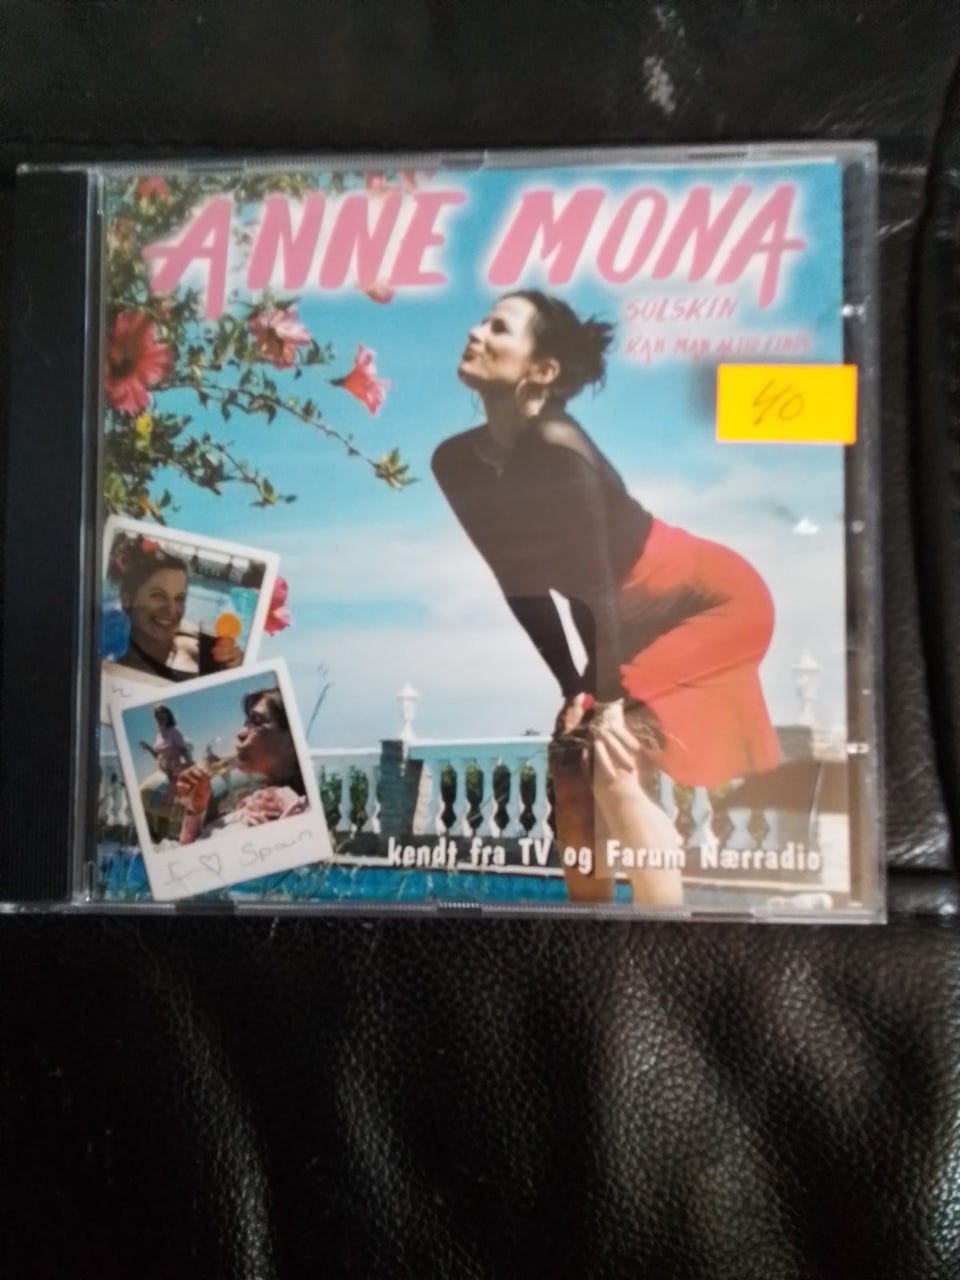 ANNE MONA
SOLSKIN
KAN MAN ALTID FINDE
40
I ♡ Spain
kendt fra TV og Farum Nærradio